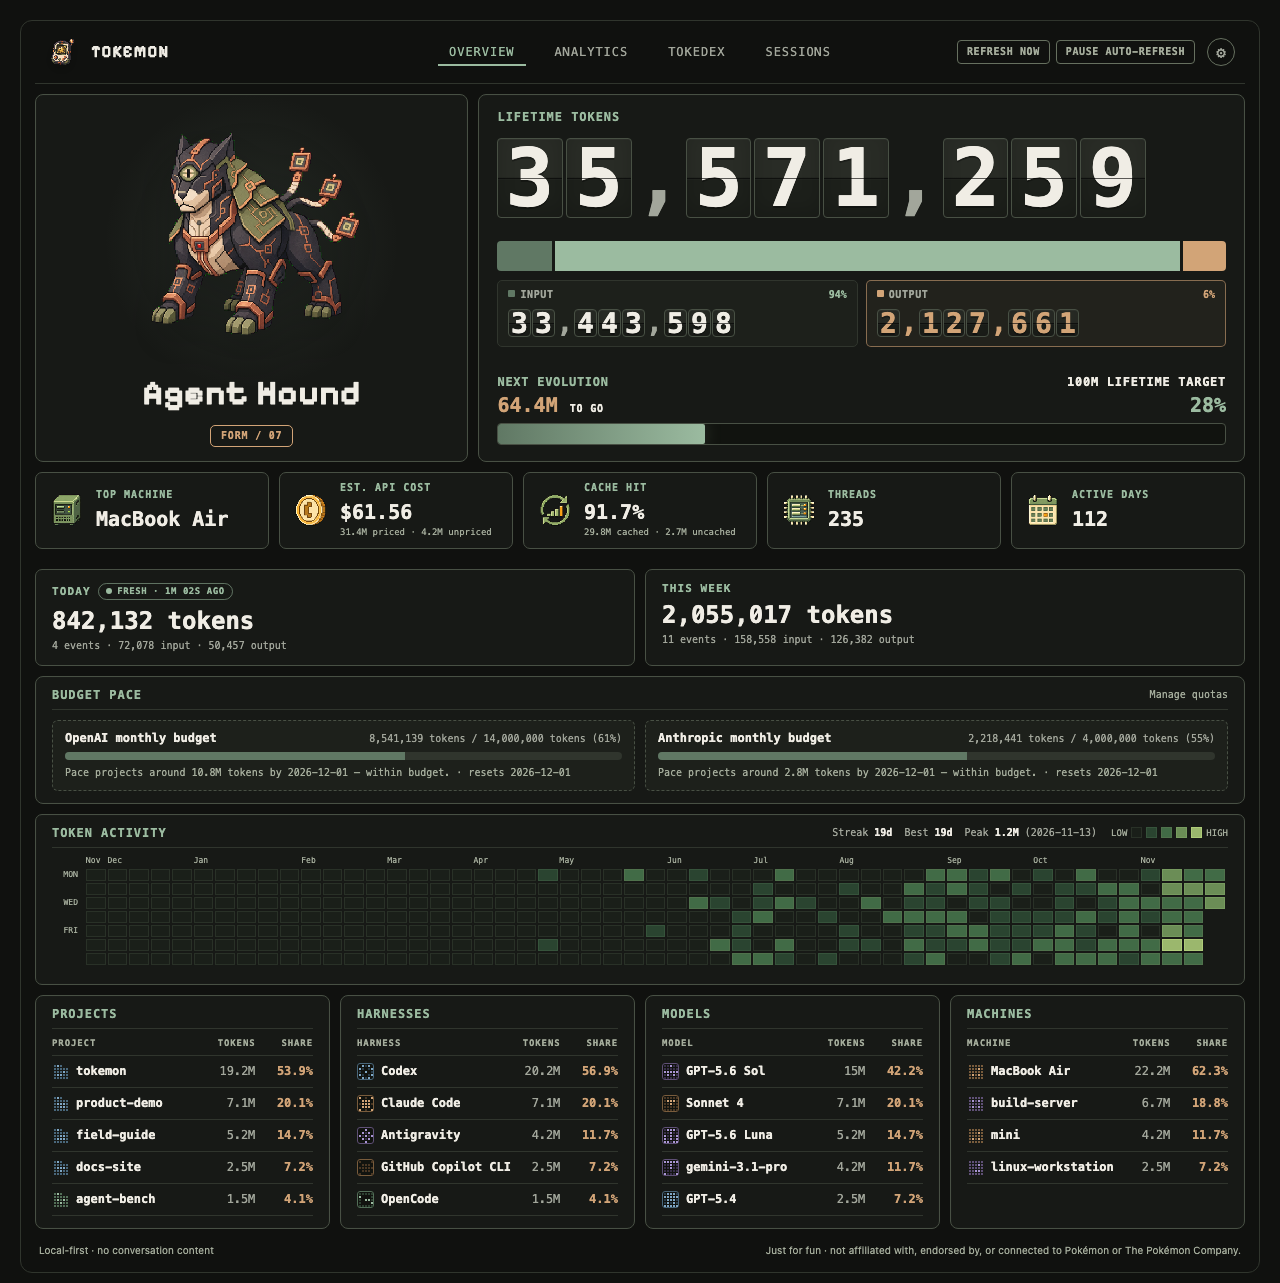 TOKEMON
OVERVIEW
ANALYTICS
TOKEDEX
SESSIONS
REFRESH NOW
PAUSE AUTO-REFRESH
Agent Hound
FORM / 07
LIFETIME TOKENS
35,571,259
INPUT
94%
33,443,598
OUTPUT
6%
2,127,661
NEXT EVOLUTION
100M LIFETIME TARGET
64.4M TO GO
28%
TOP MACHINE
MacBook Air
EST. API COST
$61.56
31.4M priced · 4.2M unpriced
CACHE HIT
91.7%
29.8M cached · 2.7M uncached
THREADS
235
ACTIVE DAYS
112
TODAY
FRESH · 1M 02S AGO
842,132 tokens
4 events · 72,078 input · 50,457 output
THIS WEEK
2,055,017 tokens
11 events · 158,558 input · 126,382 output
BUDGET PACE
Manage quotas
OpenAI monthly budget
8,541,139 tokens / 14,000,000 tokens (61%)
Pace projects around 10.8M tokens by 2026-12-01 — within budget. · resets 2026-12-01
Anthropic monthly budget
2,218,441 tokens / 4,000,000 tokens (55%)
Pace projects around 2.8M tokens by 2026-12-01 — within budget. · resets 2026-12-01
TOKEN ACTIVITY
Streak 19d Best 19d Peak 1.2M (2026-11-13)
LOW
HIGH
Nov Dec Jan Feb Mar Apr May Jun Jul Aug Sep Oct Nov
MON
WED
FRI
PROJECTS
PROJECT TOKENS SHARE
tokemon 19.2M 53.9%
product-demo 7.1M 20.1%
field-guide 5.2M 14.7%
docs-site 2.5M 7.2%
agent-bench 1.5M 4.1%
HARNESSES
HARNESS TOKENS SHARE
Codex 20.2M 56.9%
Claude Code 7.1M 20.1%
Antigravity 4.2M 11.7%
GitHub Copilot CLI 2.5M 7.2%
OpenCode 1.5M 4.1%
MODELS
MODEL TOKENS SHARE
GPT-5.6 Sol 15M 42.2%
Sonnet 4 7.1M 20.1%
GPT-5.6 Luna 5.2M 14.7%
gemini-3.1-pro 4.2M 11.7%
GPT-5.4 2.5M 7.2%
MACHINES
MACHINE TOKENS SHARE
MacBook Air 22.2M 62.3%
build-server 6.7M 18.8%
mini 4.2M 11.7%
linux-workstation 2.5M 7.2%
Local-first · no conversation content
Just for fun · not affiliated with, endorsed by, or connected to Pokémon or The Pokémon Company.